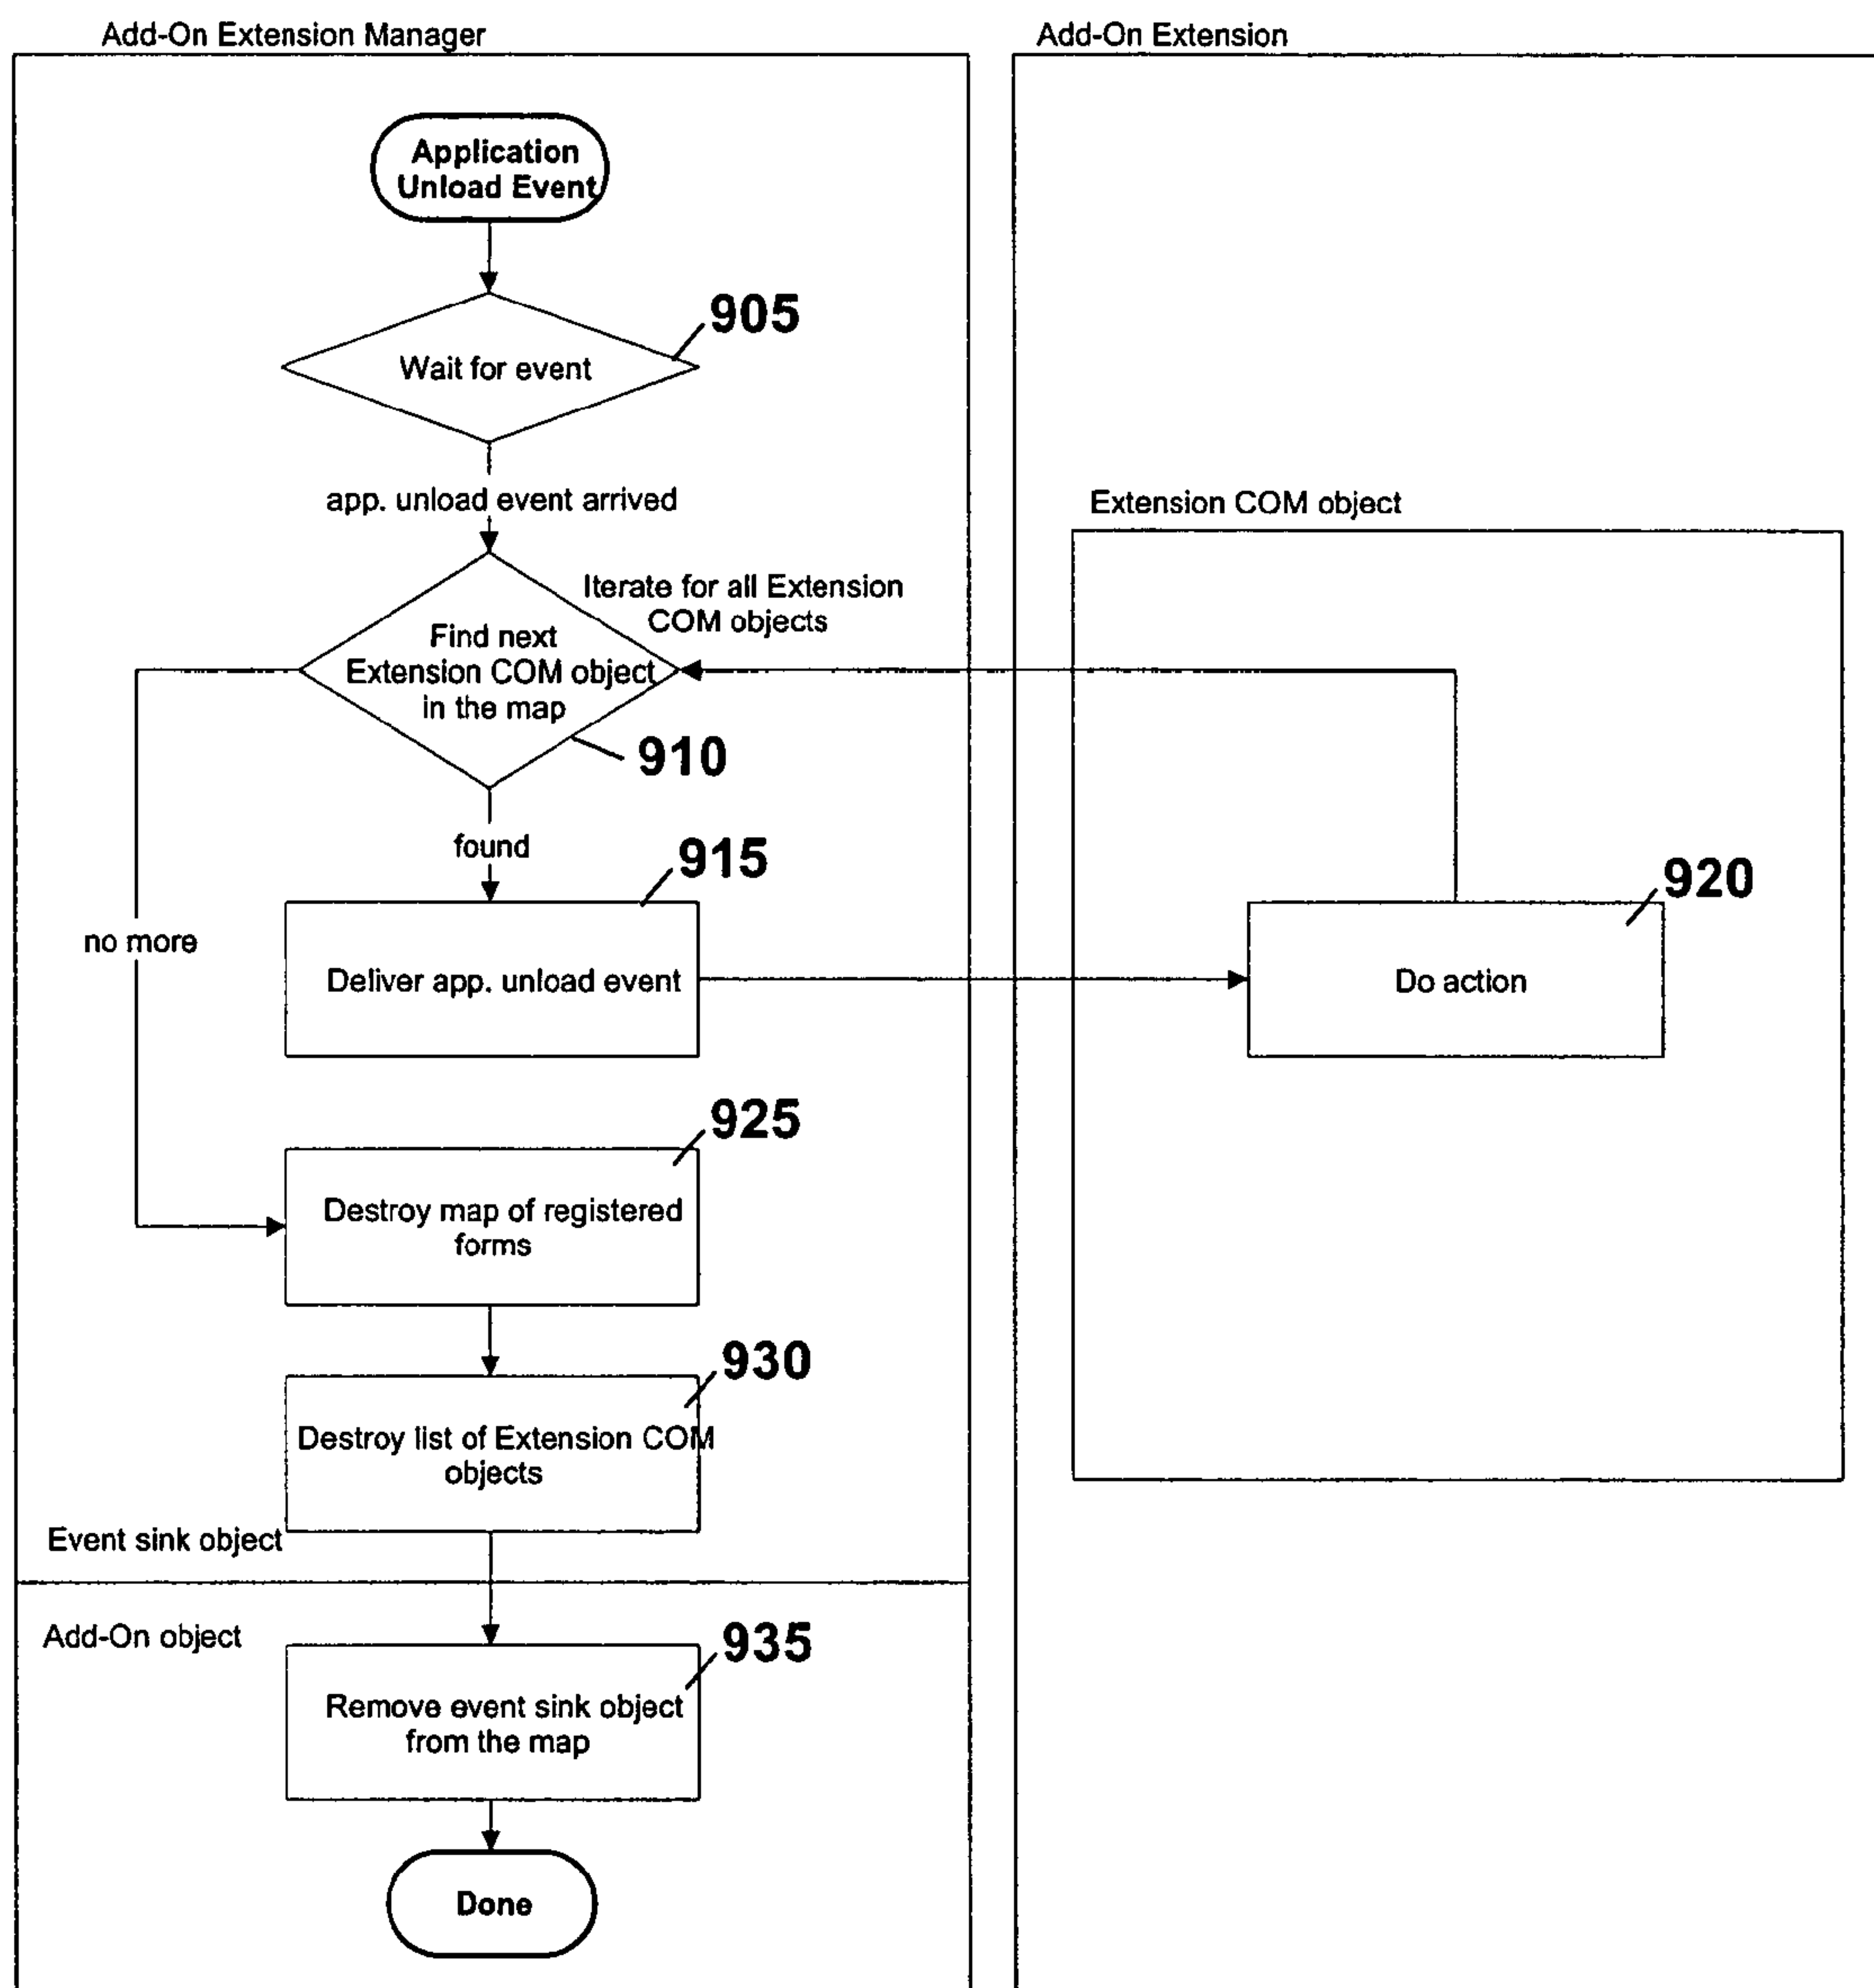 Add-On Extension Manager
Add-On Extension
Application
Unload Event
905
Wait for event
app. unload event arrived
Extension COM object
Iterate for all Extension
COM objects
Find next
Extension COM object
in the map
910
found
915
920
no more
Deliver app. unload event
Do action
925
Destroy map of registered
forms
930
Destroy list of Extension COM
objects
Event sink object
Add-On object
935
Remove event sink object
from the map
Done